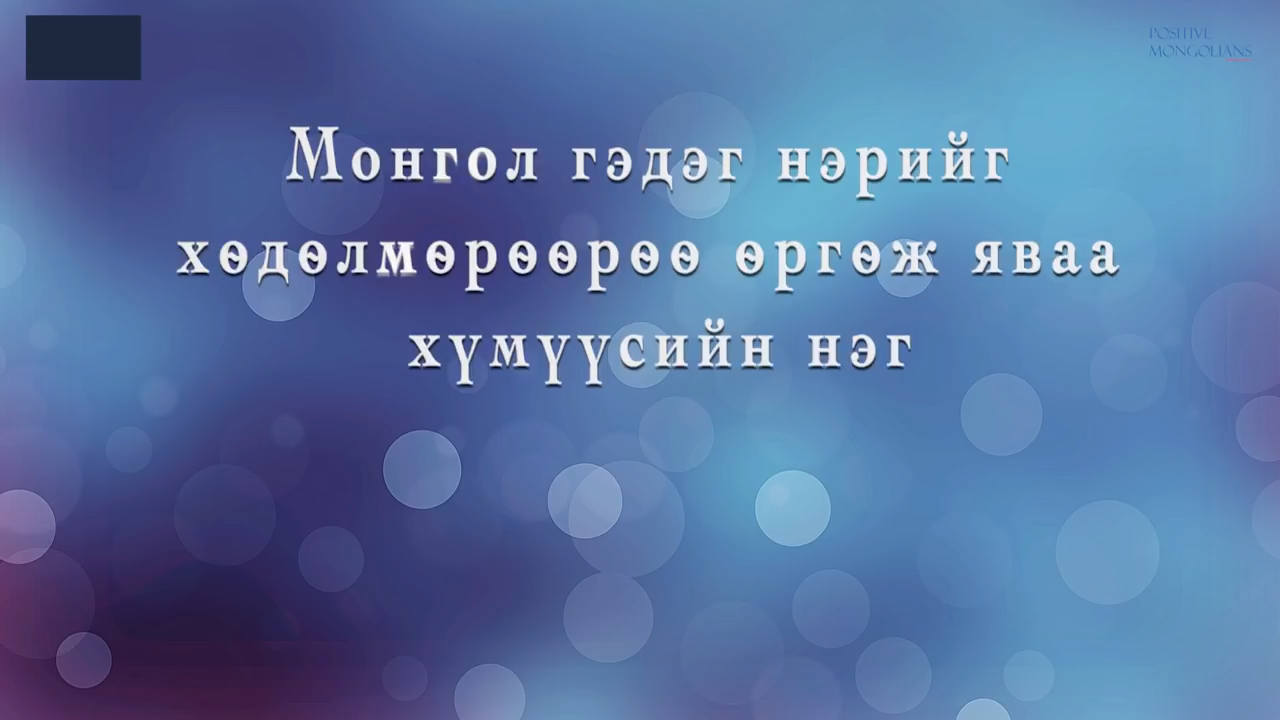 POSITIVE
MONGOLIANS
Монгол гэдэг нэрийг
хөдөлмөрөөрөө өргөж яваа
хүмүүсийн нэг